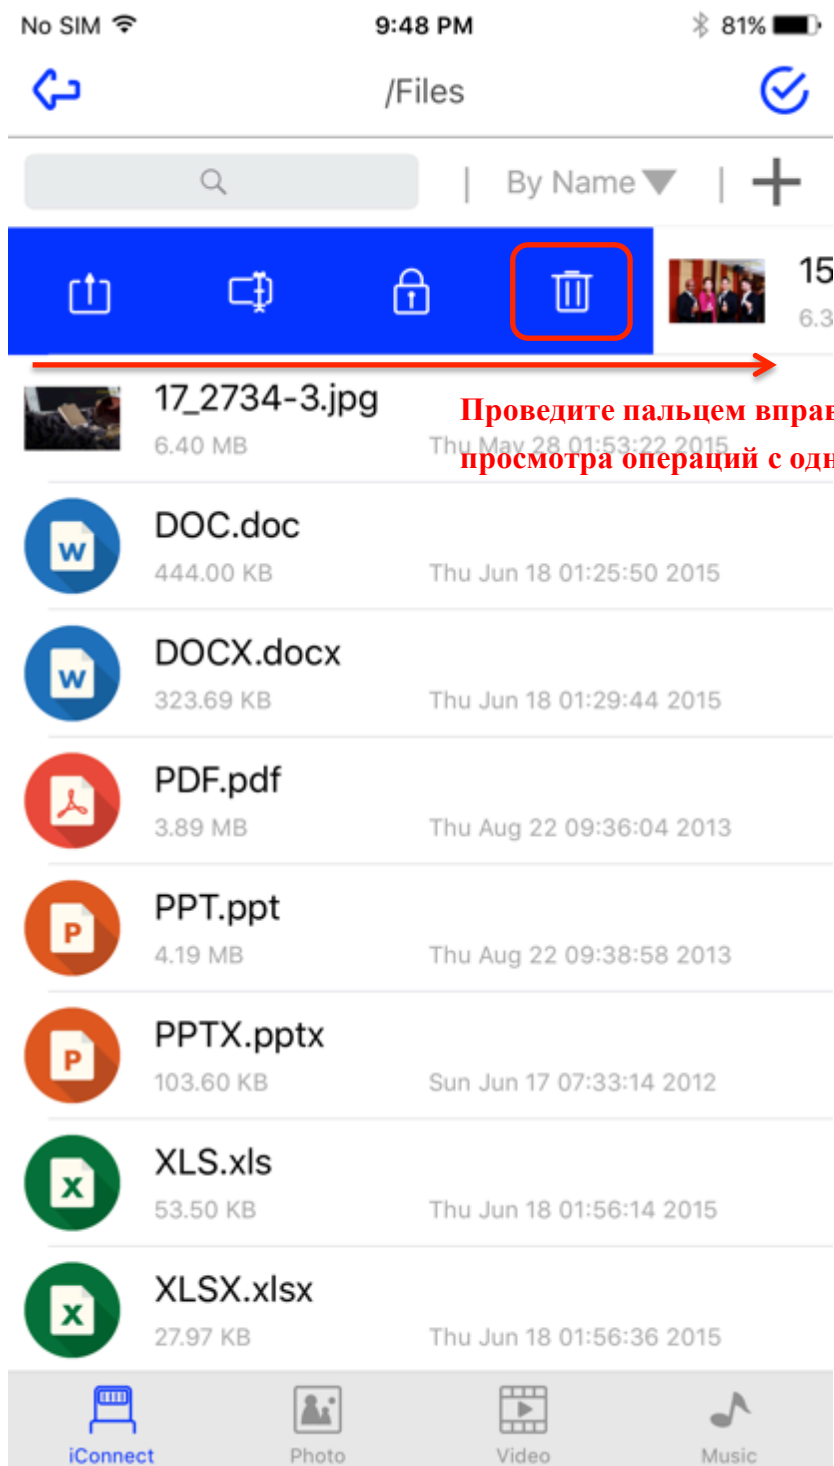 No SIM 9:48 PM 81%
/Files
By Name
15
6.3
17_2734-3.jpg
6.40 MB Thu May 28 01:53:22 2015
Проведите пальцем вправ
просмотра операций с одн
DOC.doc
444.00 KB Thu Jun 18 01:25:50 2015
DOCX.docx
323.69 KB Thu Jun 18 01:29:44 2015
PDF.pdf
3.89 MB Thu Aug 22 09:36:04 2013
PPT.ppt
4.19 MB Thu Aug 22 09:38:58 2013
PPTX.pptx
103.60 KB Sun Jun 17 07:33:14 2012
XLS.xls
53.50 KB Thu Jun 18 01:56:14 2015
XLSX.xlsx
27.97 KB Thu Jun 18 01:56:36 2015
iConnect Photo Video Music